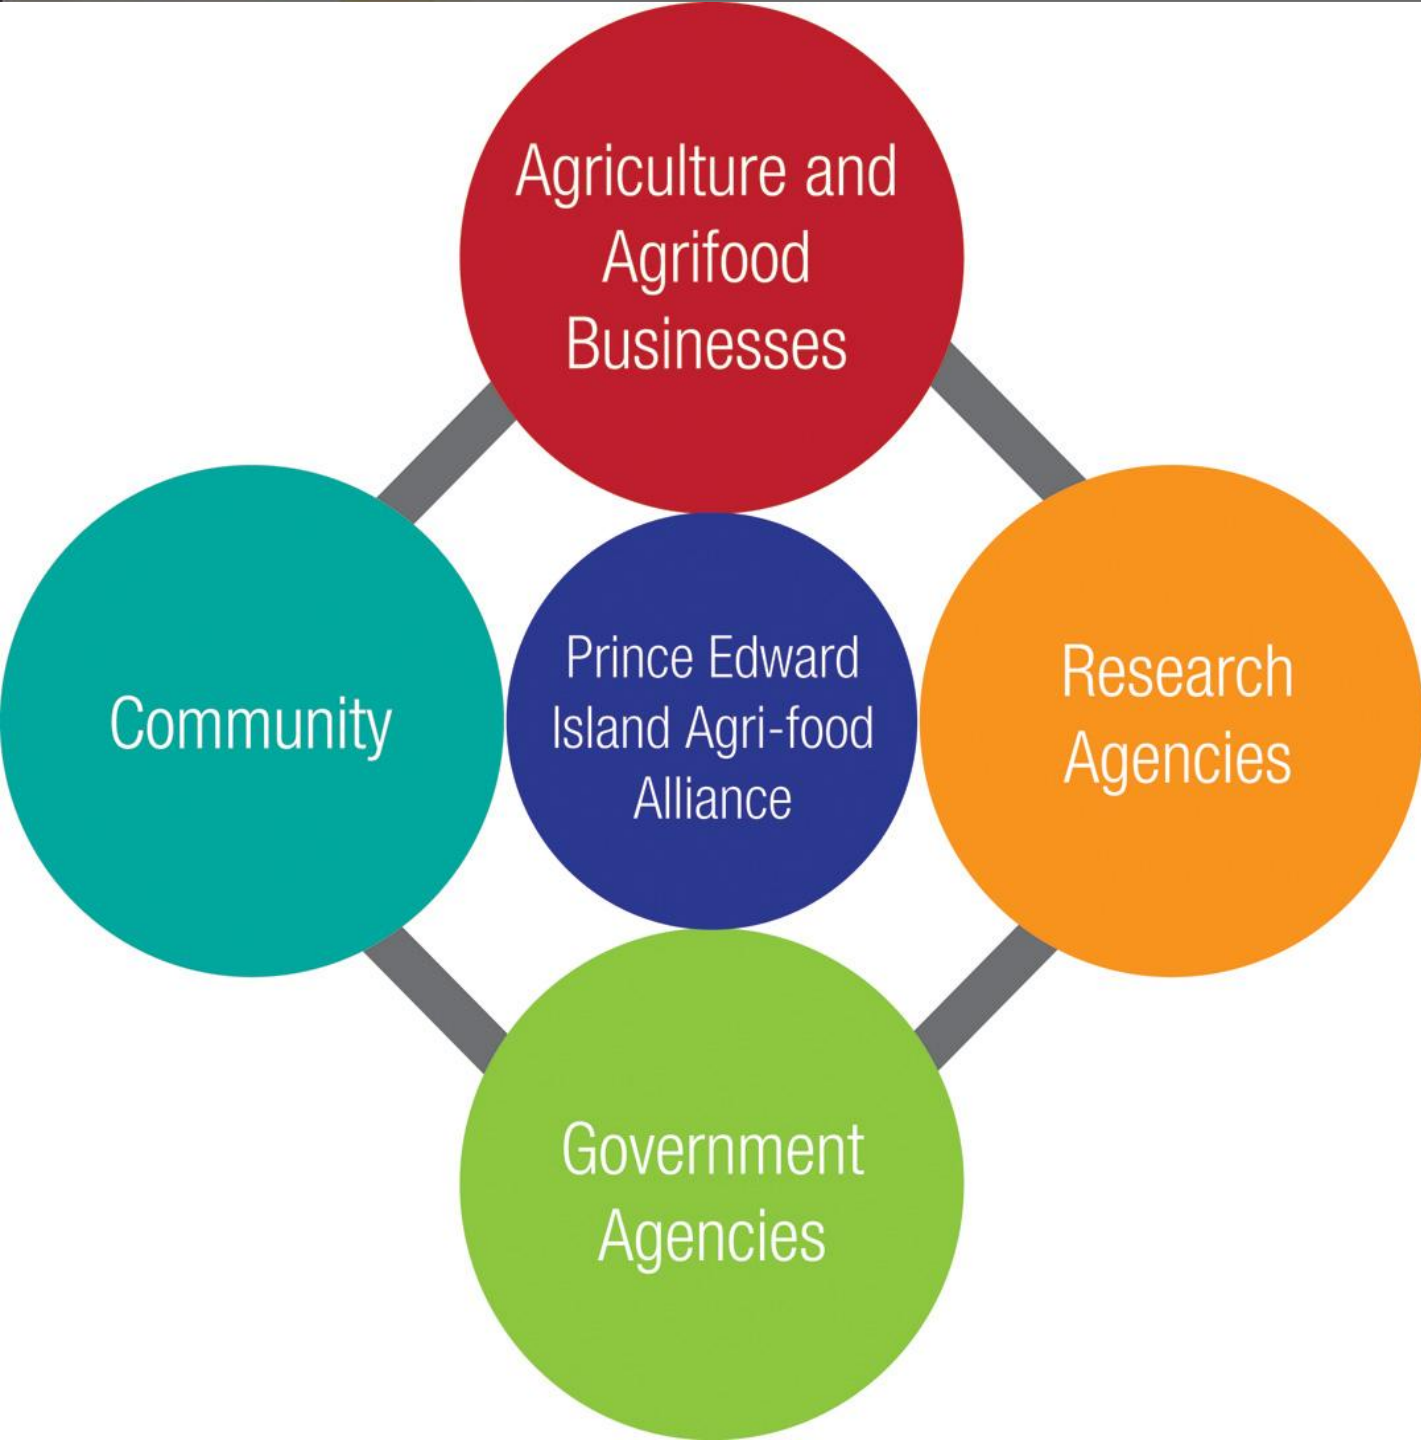 Agriculture and
Agrifood
Businesses
Community
Prince Edward
Island Agri-food
Alliance
Research
Agencies
Government
Agencies